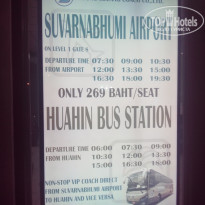 SUVARNABHUMI AIRPORT
ON LEVEL 1 GATE 8
DEPARTURE TIME 07:30 09:00 10:30
FROM AIRPORT 12:00 13:30 15:00
16:30 18:00 19:30
ONLY 269 BAHT/SEAT
HUAHIN BUS STATION
DEPARTURE TIME 06:00 07:30 09:00
FROM HUAHIN 10:30 12:00 13:30
15:00 16:30 18:00
NON-STOP VIP COACH DIRECT
FROM SUVARNABHUMI AIRPORT
TO HUAHIN AND VICE VERSA
TopHotels